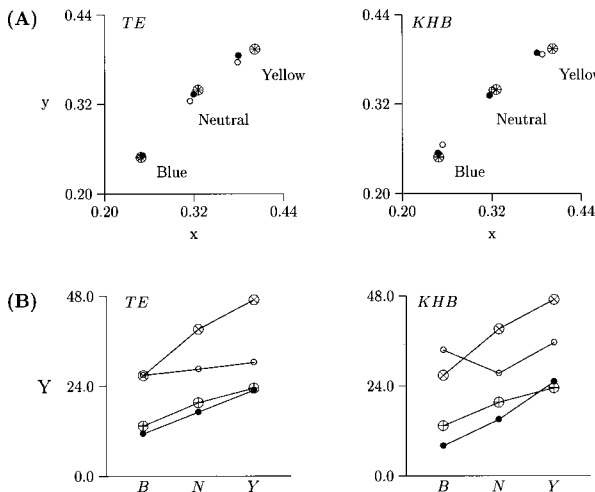 (A)
TE
KHB
0.44
0.44
y
0.32
0.32
Yellow
Yellow
Neutral
Neutral
Blue
Blue
0.20
0.20
0.20
0.32
0.44
0.20
0.32
0.44
x
x
(B)
48.0
TE
48.0
KHB
Y
24.0
24.0
0.0
0.0
B
N
Y
B
N
Y